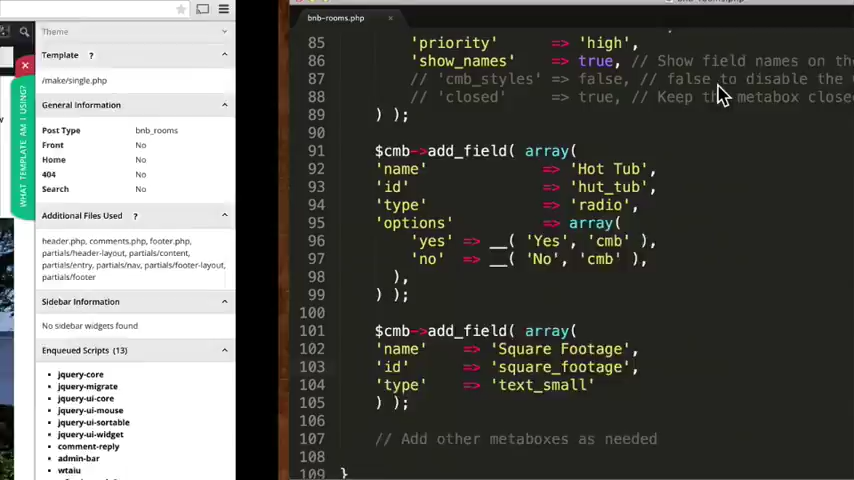 Theme
Template ?
/make/single.php
General Information
Post Type bnb_rooms
Front No
Home No
404 No
Search No
Additional Files Used ?
header.php, comments.php, footer.php,
partials/header-layout, partials/content,
partials/entry, partials/nav, partials/footer-layout,
partials/footer
Sidebar Information
No sidebar widgets found
Enqueued Scripts (13)
jquery-core
jquery-migrate
jquery-ui-core
jquery-ui-mouse
jquery-ui-sortable
jquery-ui-widget
comment-reply
admin-bar
wtaiu
WHAT TEMPLATE AM I USING?
bnb-rooms.php
85 'priority' => 'high',
86 'show_names' => true, // Show field names on the
87 // 'cmb_styles' => false, // false to disable the
88 // 'closed' => true, // Keep the metabox close
89 ) );
90
91 $cmb->add_field( array(
92 'name' => 'Hot Tub',
93 'id' => 'hut_tub',
94 'type' => 'radio',
95 'options' => array(
96 'yes' => __( 'Yes', 'cmb' ),
97 'no' => __( 'No', 'cmb' ),
98 ),
99 ) );
100
101 $cmb->add_field( array(
102 'name' => 'Square Footage',
103 'id' => 'square_footage',
104 'type' => 'text_small'
105 ) );
106
107 // Add other metaboxes as needed
108
109 }